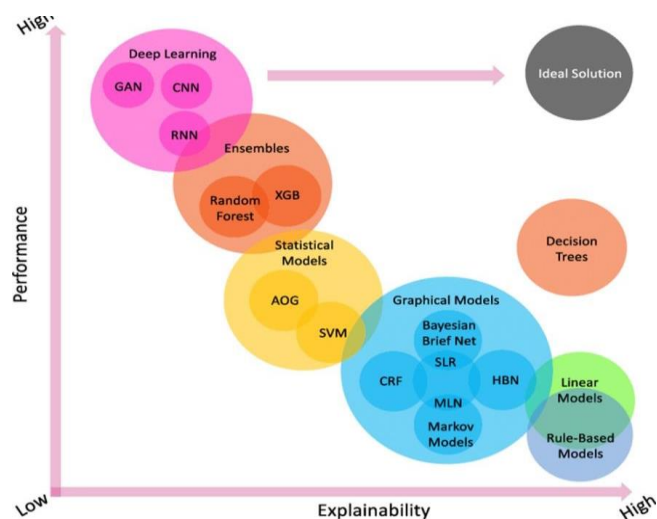 High
Deep Learning
GAN
CNN
RNN
Ideal Solution
Ensembles
XGB
Random
Forest
Performance
Statistical
Models
AOG
SVM
Decision
Trees
Graphical Models
Bayesian
Brief Net
SLR
CRF
HBN
MLN
Markov
Models
Linear
Models
Rule-Based
Models
Low
Explainability
High